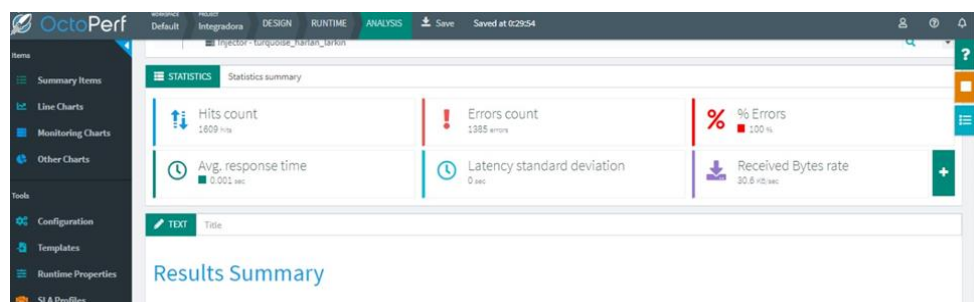 OctoPerf
WORKSPACE
Default
PROJECT
Integradora
DESIGN
RUNTIME
ANALYSIS
Save
Saved at 0:29:54
Items
Summary Items
Line Charts
Monitoring Charts
Other Charts
Tools
Configuration
Templates
Runtime Properties
SLA Profiles
Injector - turquoise_harlan_larkin
STATISTICS
Statistics summary
Hits count
1609 hits
Errors count
1385 errors
% Errors
100 %
Avg. response time
0.001 sec
Latency standard deviation
0 sec
Received Bytes rate
30.6 KB/sec
TEXT
Title
Results Summary